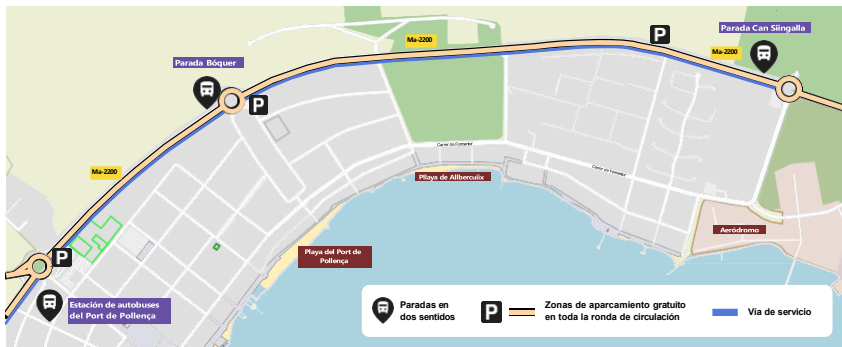 Parada Can Siingalla
Ma-2200
P
Ma-2200
Parada Bóquer
P
Carrer de Formentor
Carrer de Formentor
Ma-2200
Pllaya de Allbercuiix
Aeródromo
Playa del Port de
Pollença
P
Estación de autobuses
del Port de Pollença
Paradas en
dos sentidos
P
Zonas de aparcamiento gratuito
en toda la ronda de circulación
Vía de servicio